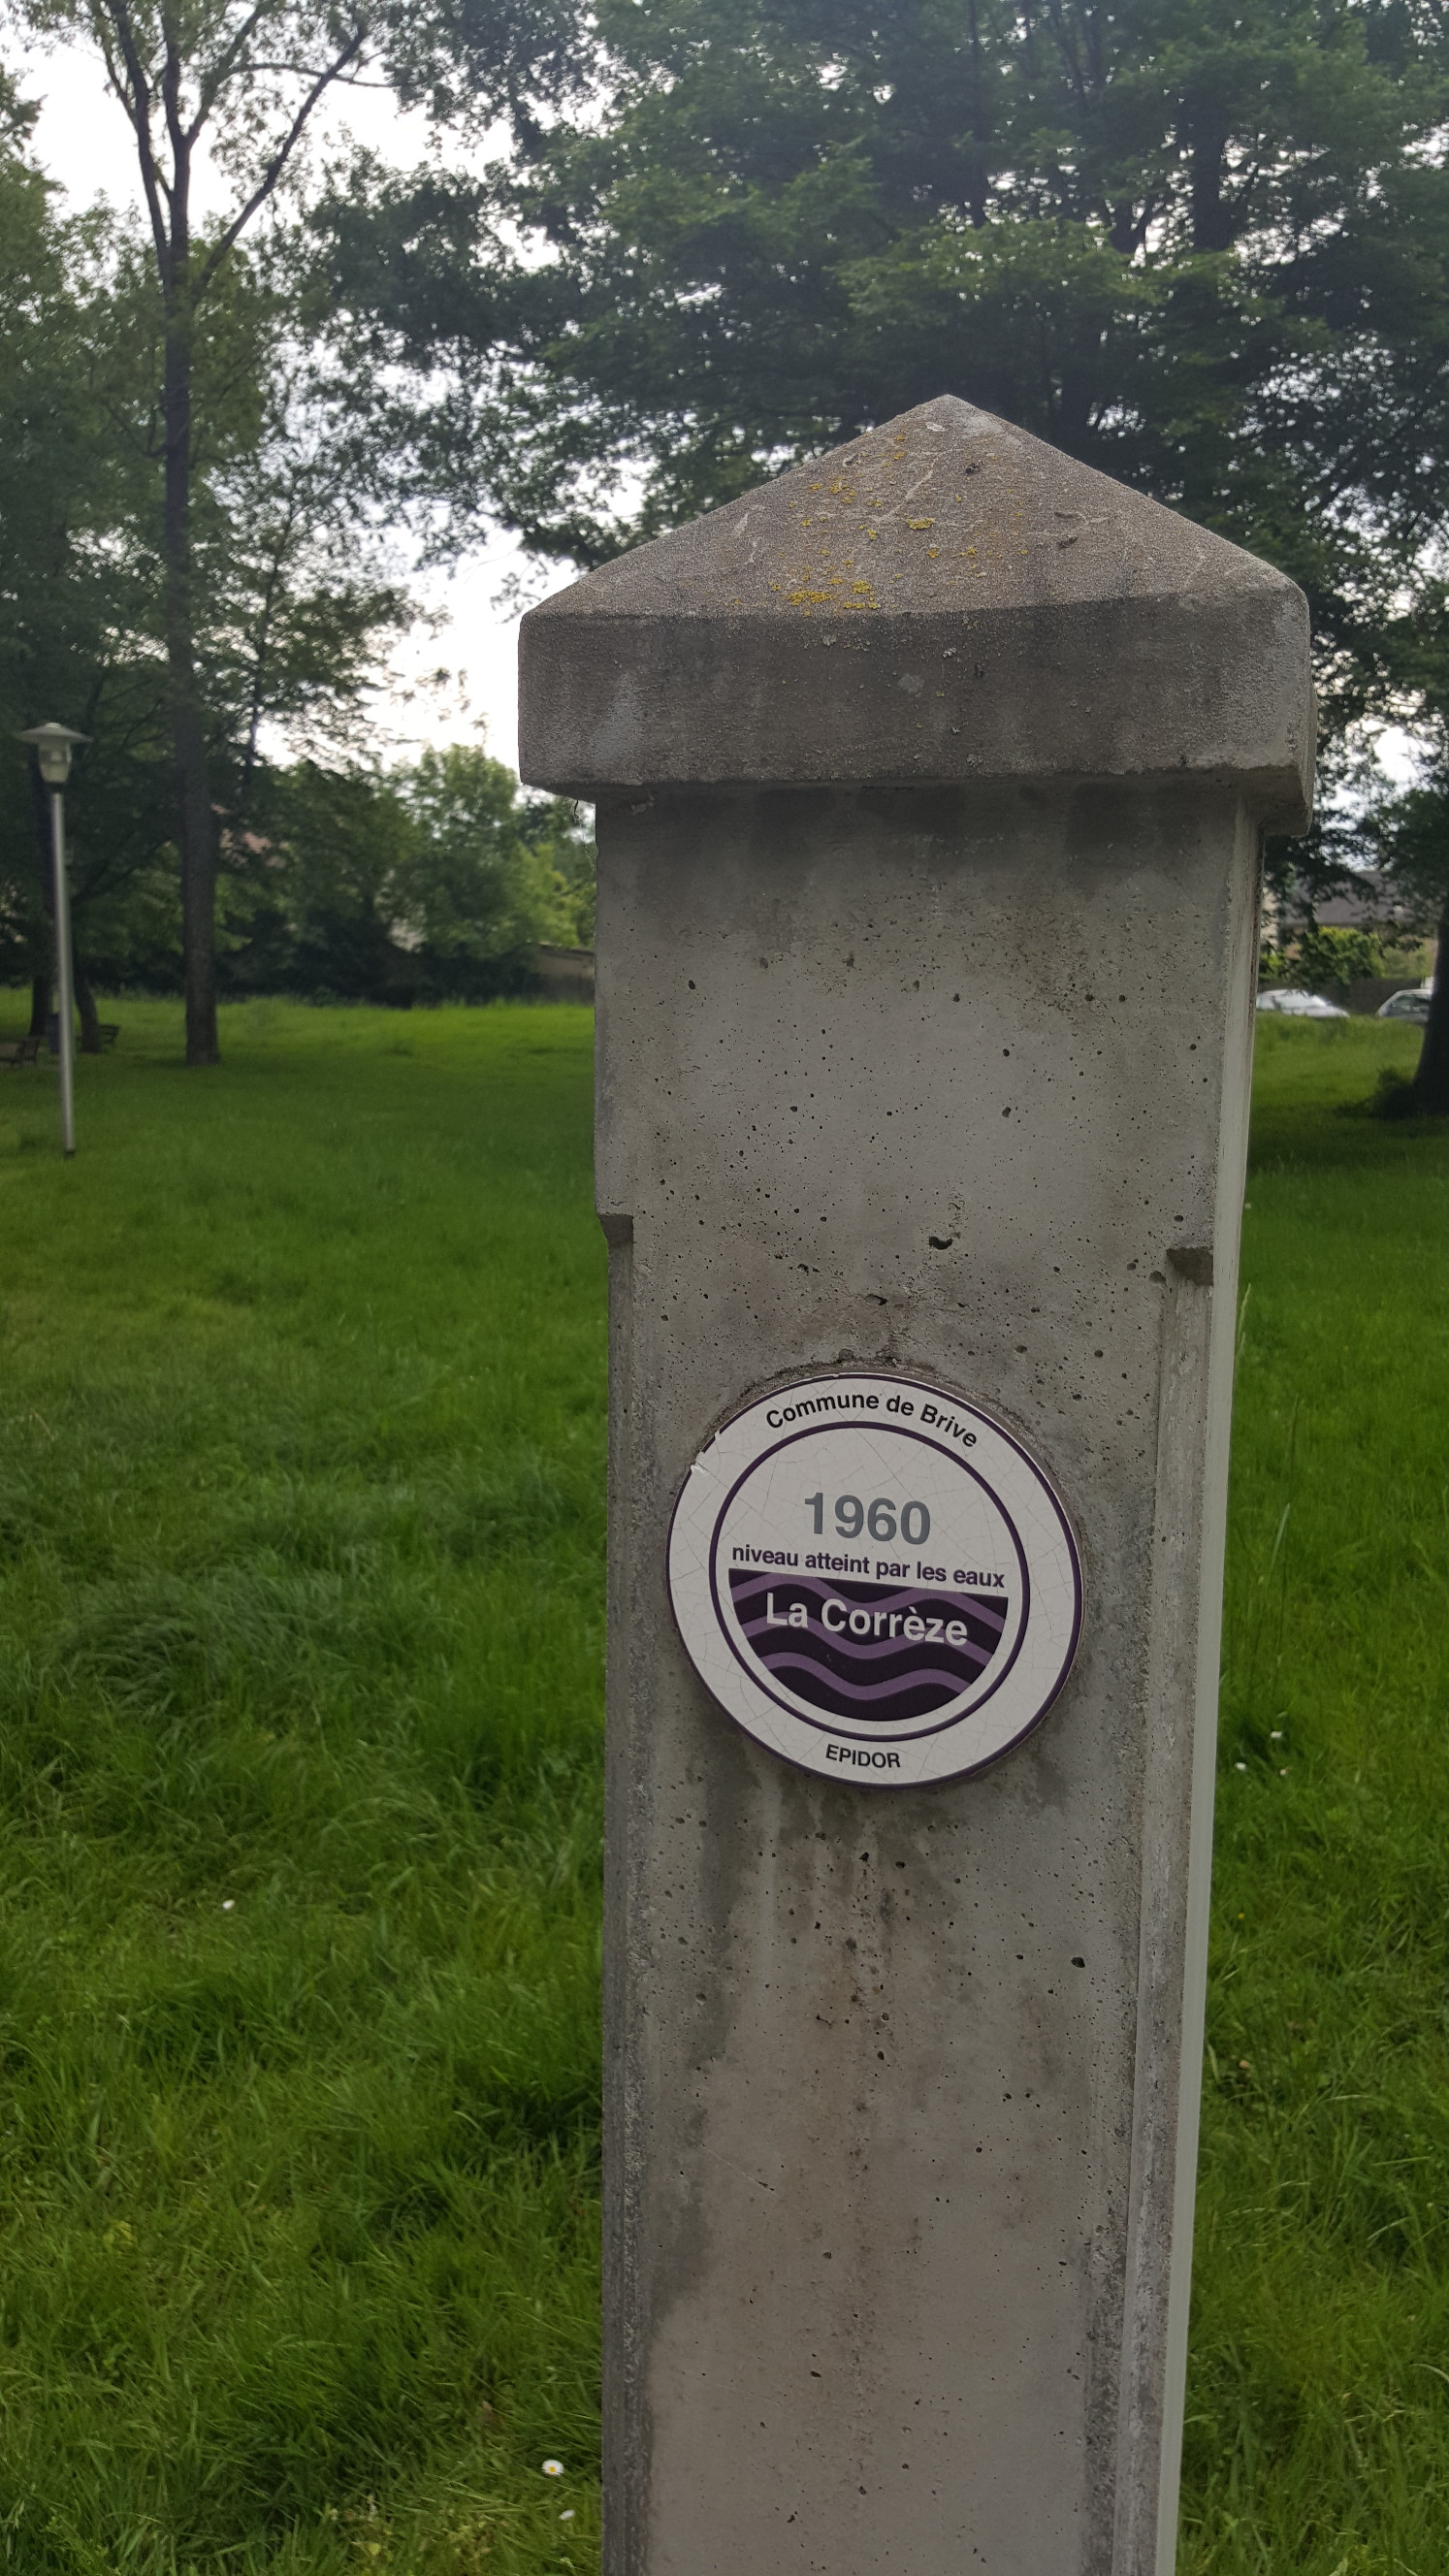 Commune de Brive
1960
niveau atteint par les eaux
La Corrèze
EPIDOR